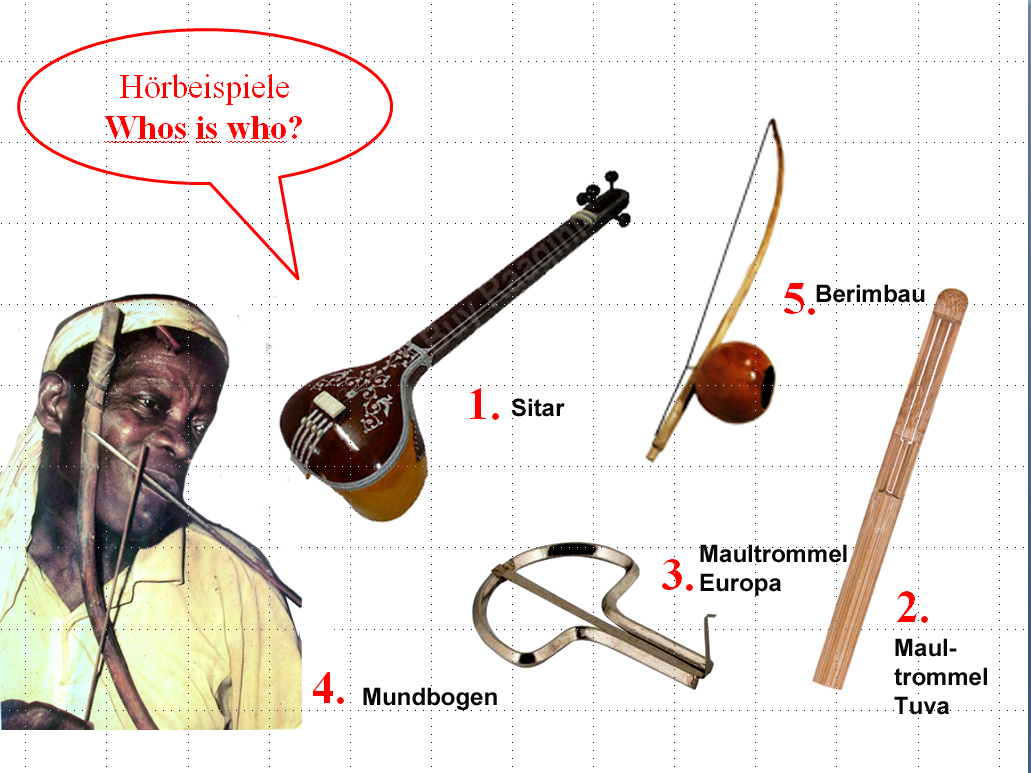 Hörbeispiele
Whos is who?
5. Berimbau
1. Sitar
3. Maultrommel
Europa
2.
Maul-
trommel
Tuva
4. Mundbogen